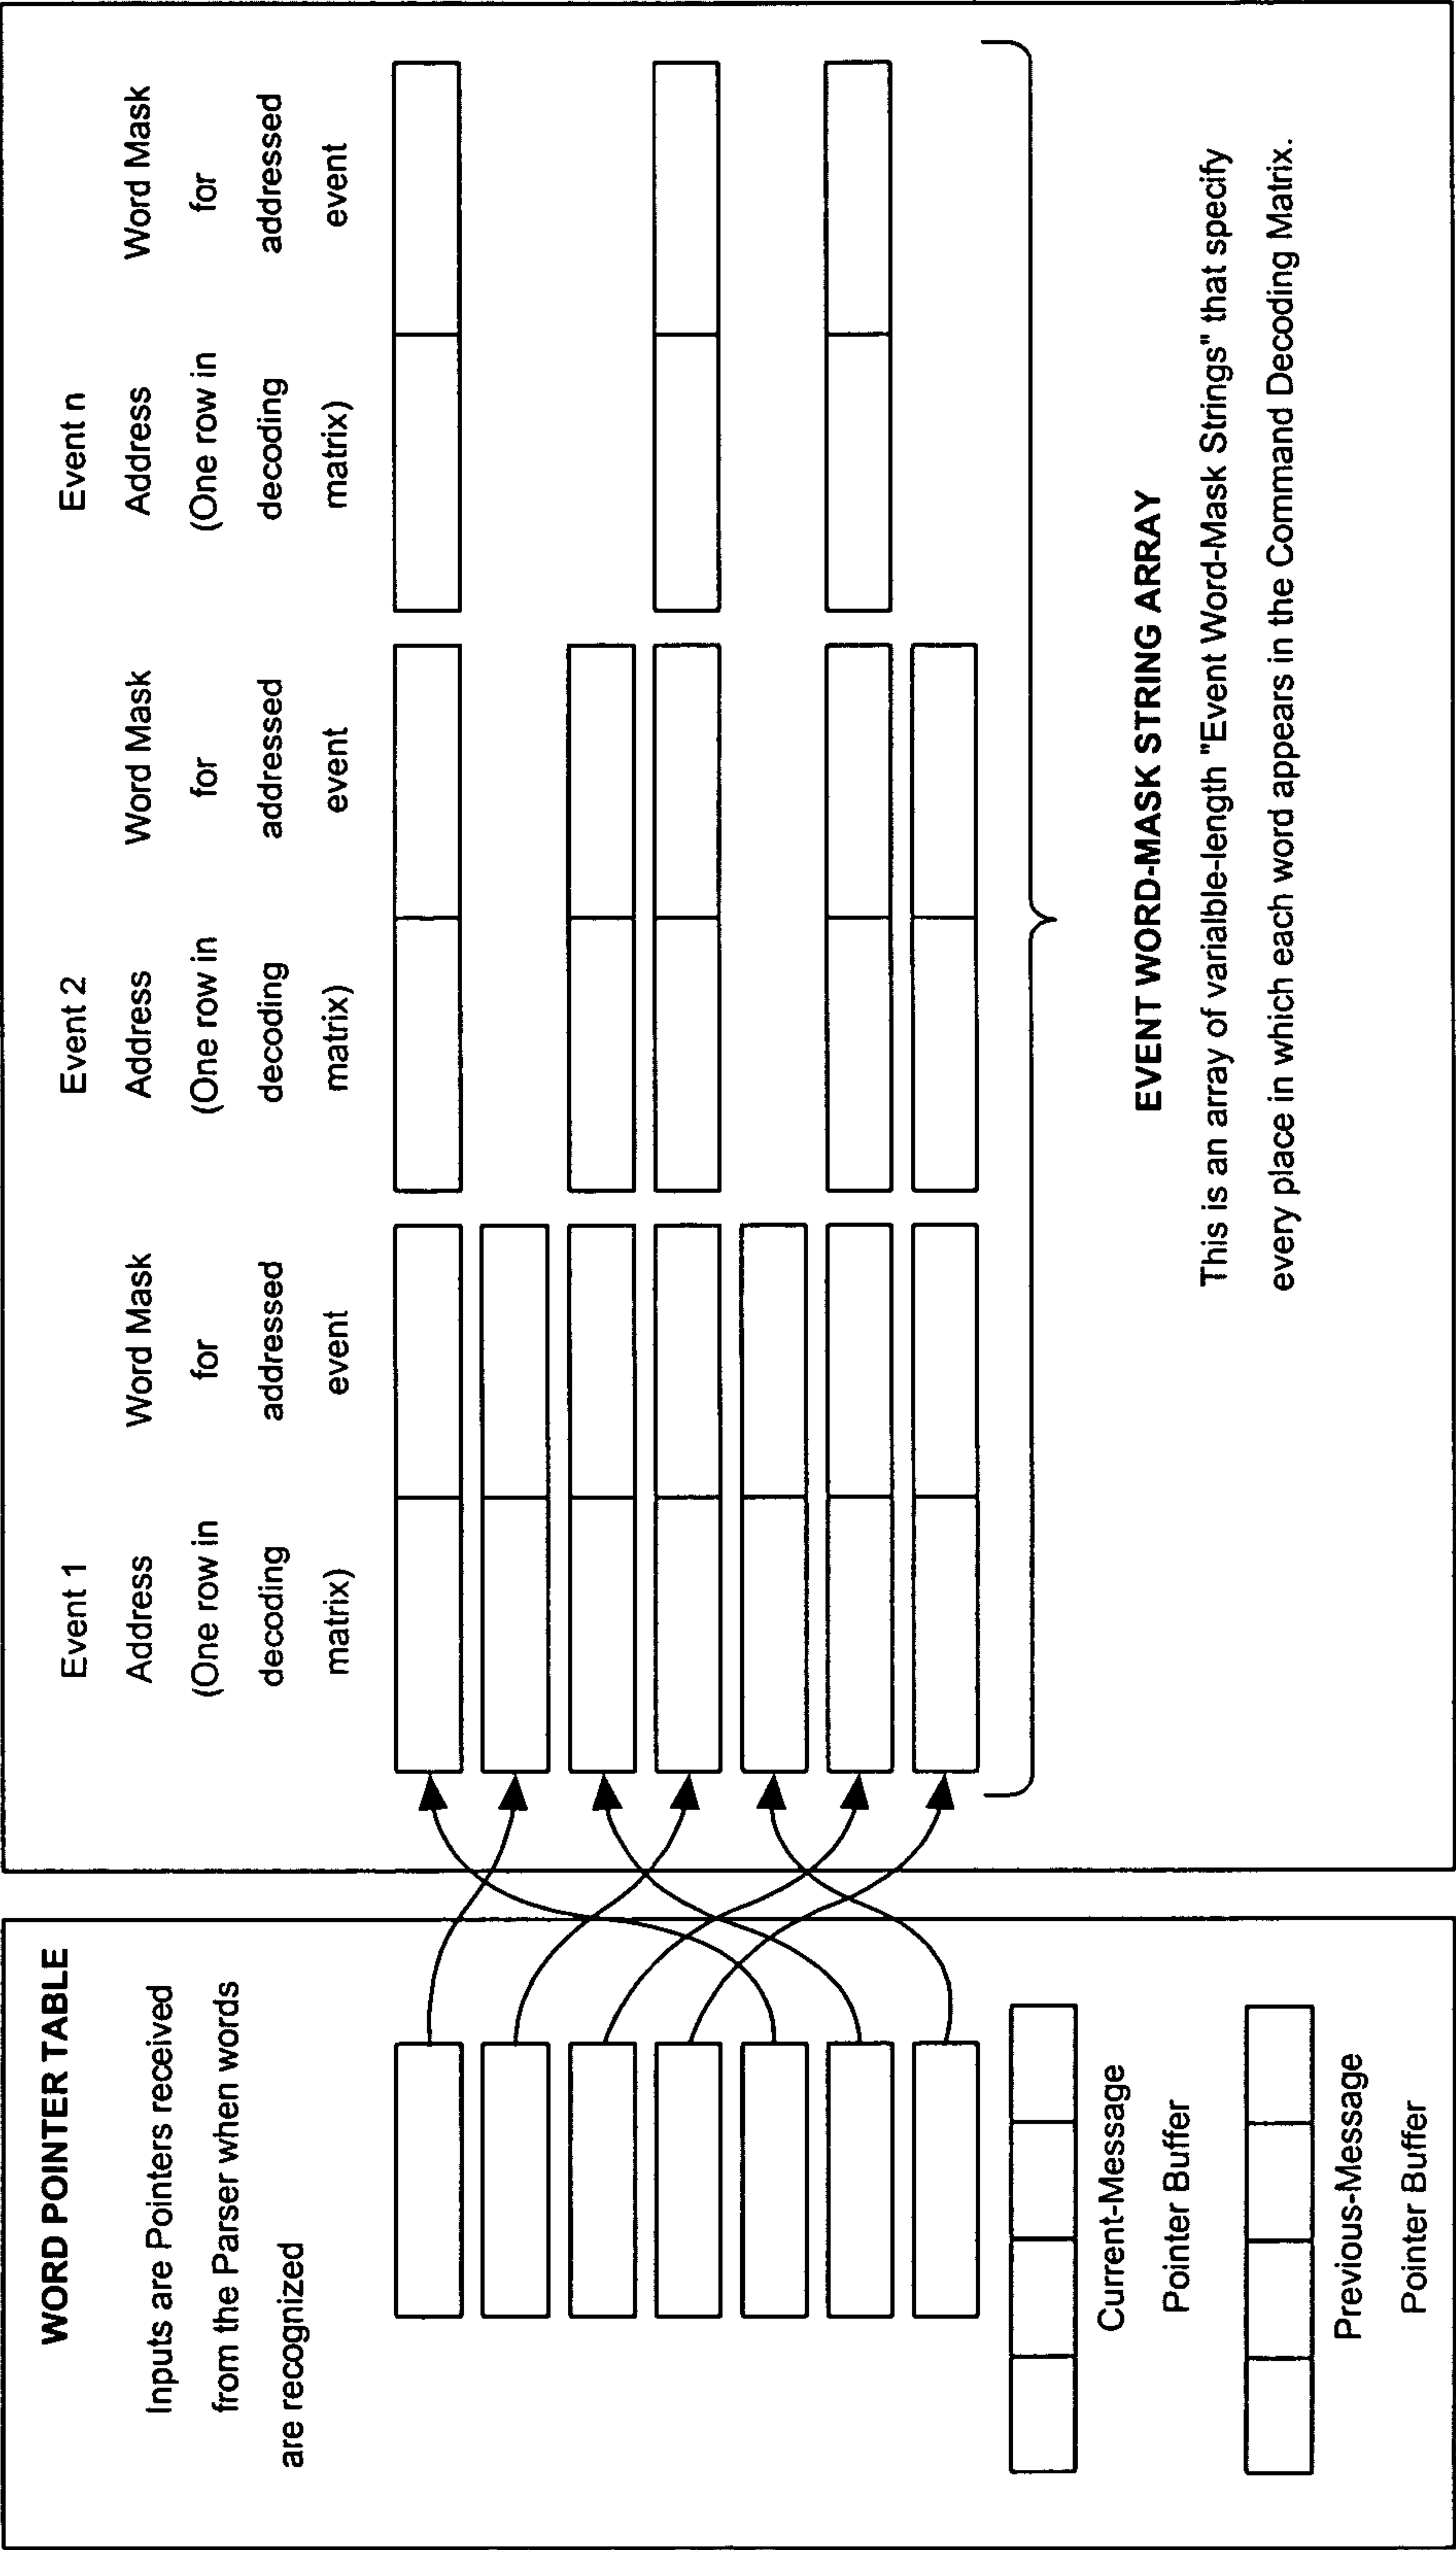 WORD POINTER TABLE
Inputs are Pointers received
from the Parser when words
are recognized
Current-Message
Pointer Buffer
Previous-Message
Pointer Buffer
Event 1
Address
(One row in
decoding
matrix)
Word Mask
for
addressed
event
Event 2
Address
(One row in
decoding
matrix)
Word Mask
for
addressed
event
Event n
Address
(One row in
decoding
matrix)
Word Mask
for
addressed
event
EVENT WORD-MASK STRING ARRAY
This is an array of varialble-length "Event Word-Mask Strings" that specify
every place in which each word appears in the Command Decoding Matrix.